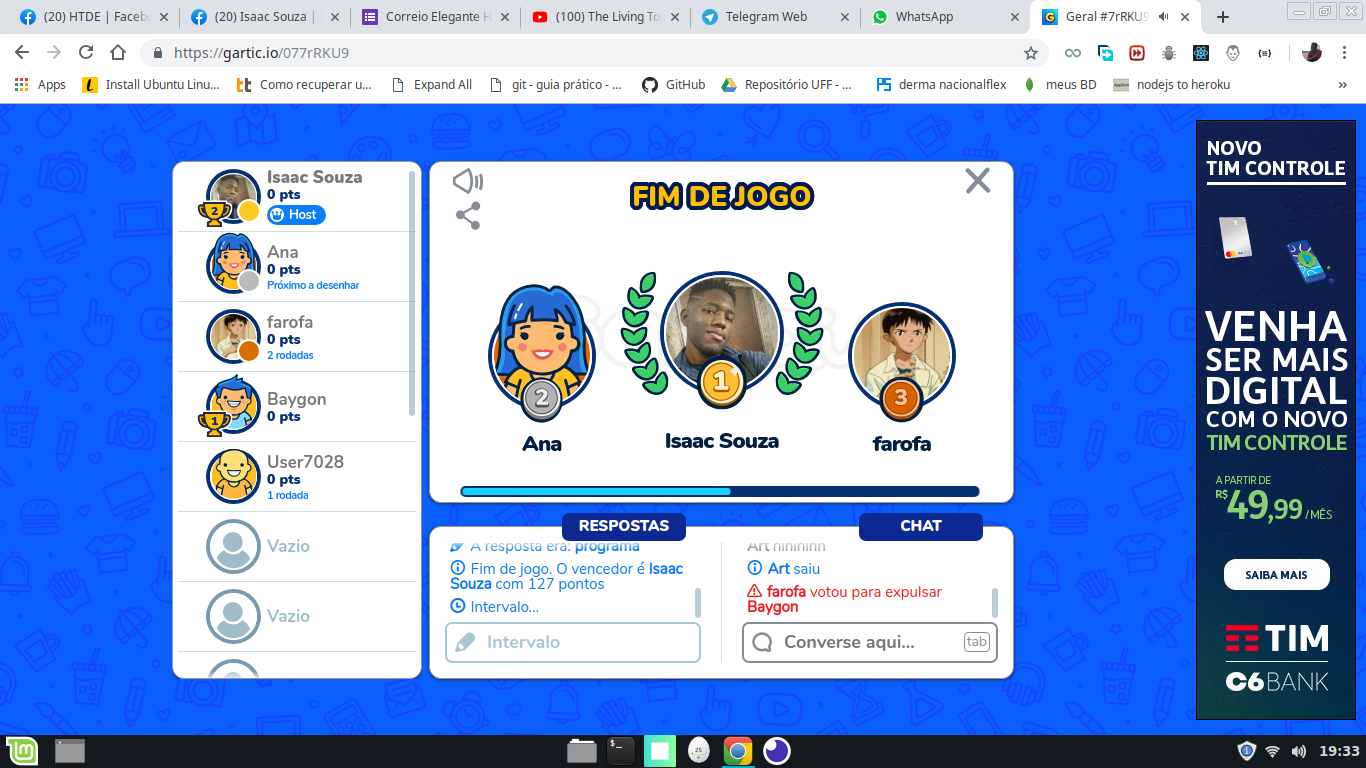 (20) HTDE | Facebo
(20) Isaac Souza |
Correio Elegante H
(100) The Living To
Telegram Web
WhatsApp
Geral #7rRKU9
https://gartic.io/077rRKU9
Apps
Install Ubuntu Linu...
Como recuperar u...
Expand All
git - guia prático - ...
GitHub
Repositório UFF - ...
derma nacionalflex
meus BD
nodejs to heroku
»
Isaac Souza
0 pts
2
Host
Ana
0 pts
Próximo a desenhar
farofa
0 pts
2 rodadas
Baygon
0 pts
1
User7028
0 pts
1 rodada
Vazio
Vazio
FIM DE JOGO
2
1
3
Ana
Isaac Souza
farofa
RESPOSTAS
A resposta era: programa
Fim de jogo. O vencedor é Isaac
Souza com 127 pontos
Intervalo...
Intervalo
CHAT
Art hihihihh
Art saiu
farofa votou para expulsar
Baygon
Converse aqui...
tab
NOVO
TIM CONTROLE
VENHA
SER MAIS
DIGITAL
COM O NOVO
TIM CONTROLE
A PARTIR DE
R$ 49,99 / MÊS
SAIBA MAIS
TIM
C6 BANK
25
19:33